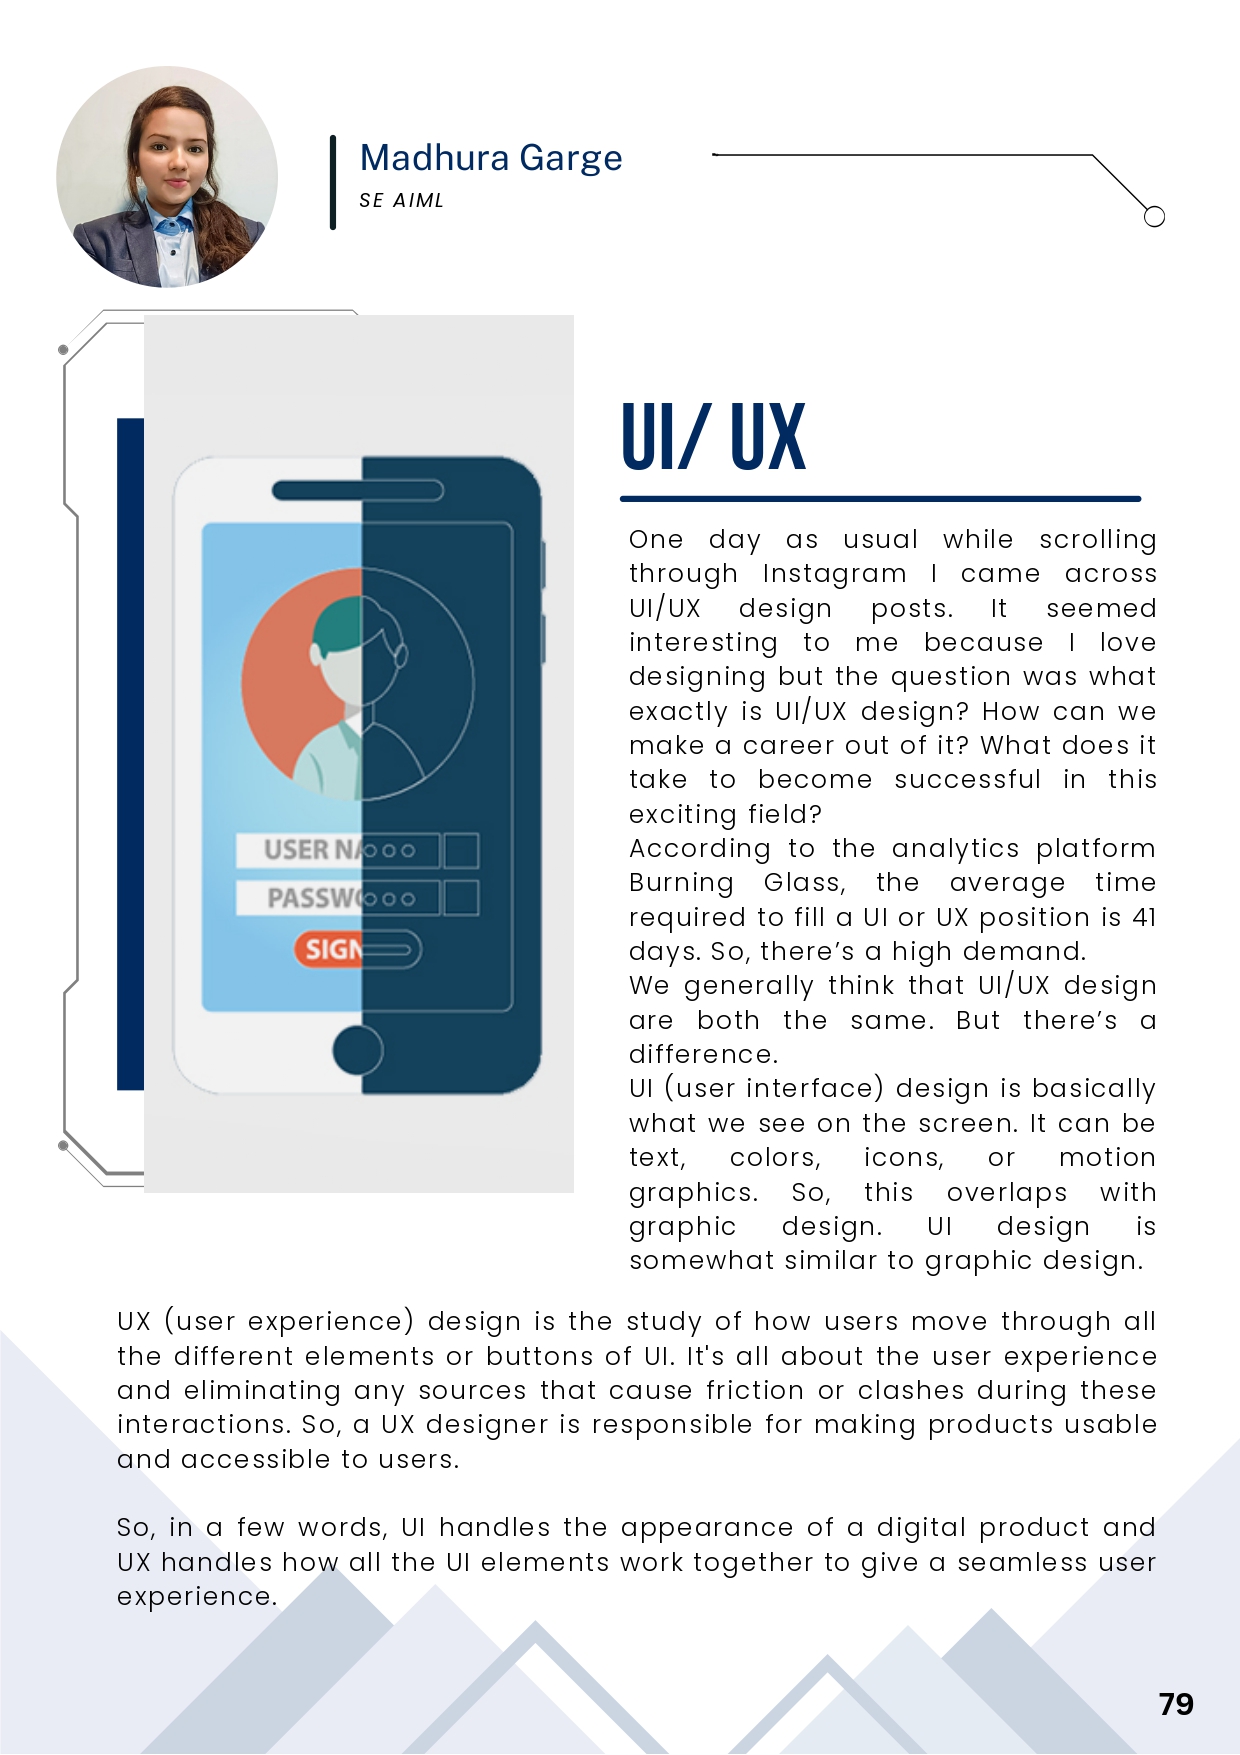 Madhura Garge
SE AIML
UI/ UX
USER NA
PASSWO
SIGN
One day as usual while scrolling
through Instagram I came across
UI/UX design posts. It seemed
interesting to me because I love
designing but the question was what
exactly is UI/UX design? How can we
make a career out of it? What does it
take to become successful in this
exciting field?
According to the analytics platform
Burning Glass, the average time
required to fill a UI or UX position is 41
days. So, there’s a high demand.
We generally think that UI/UX design
are both the same. But there’s a
difference.
UI (user interface) design is basically
what we see on the screen. It can be
text, colors, icons, or motion
graphics. So, this overlaps with
graphic design. UI design is
somewhat similar to graphic design.
UX (user experience) design is the study of how users move through all
the different elements or buttons of UI. It's all about the user experience
and eliminating any sources that cause friction or clashes during these
interactions. So, a UX designer is responsible for making products usable
and accessible to users.
So, in a few words, UI handles the appearance of a digital product and
UX handles how all the UI elements work together to give a seamless user
experience.
79